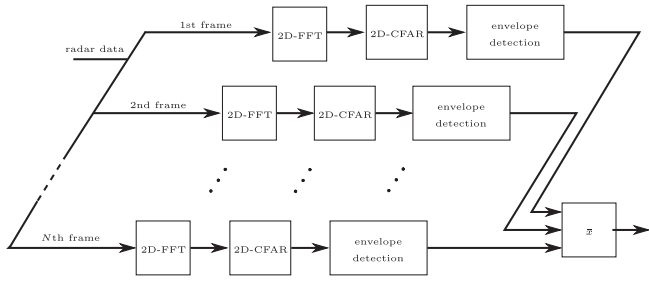 1st frame
2D-FFT
2D-CFAR
envelope
detection
radar data
2nd frame
2D-FFT
2D-CFAR
envelope
detection
Nth frame
2D-FFT
2D-CFAR
envelope
detection
x̅